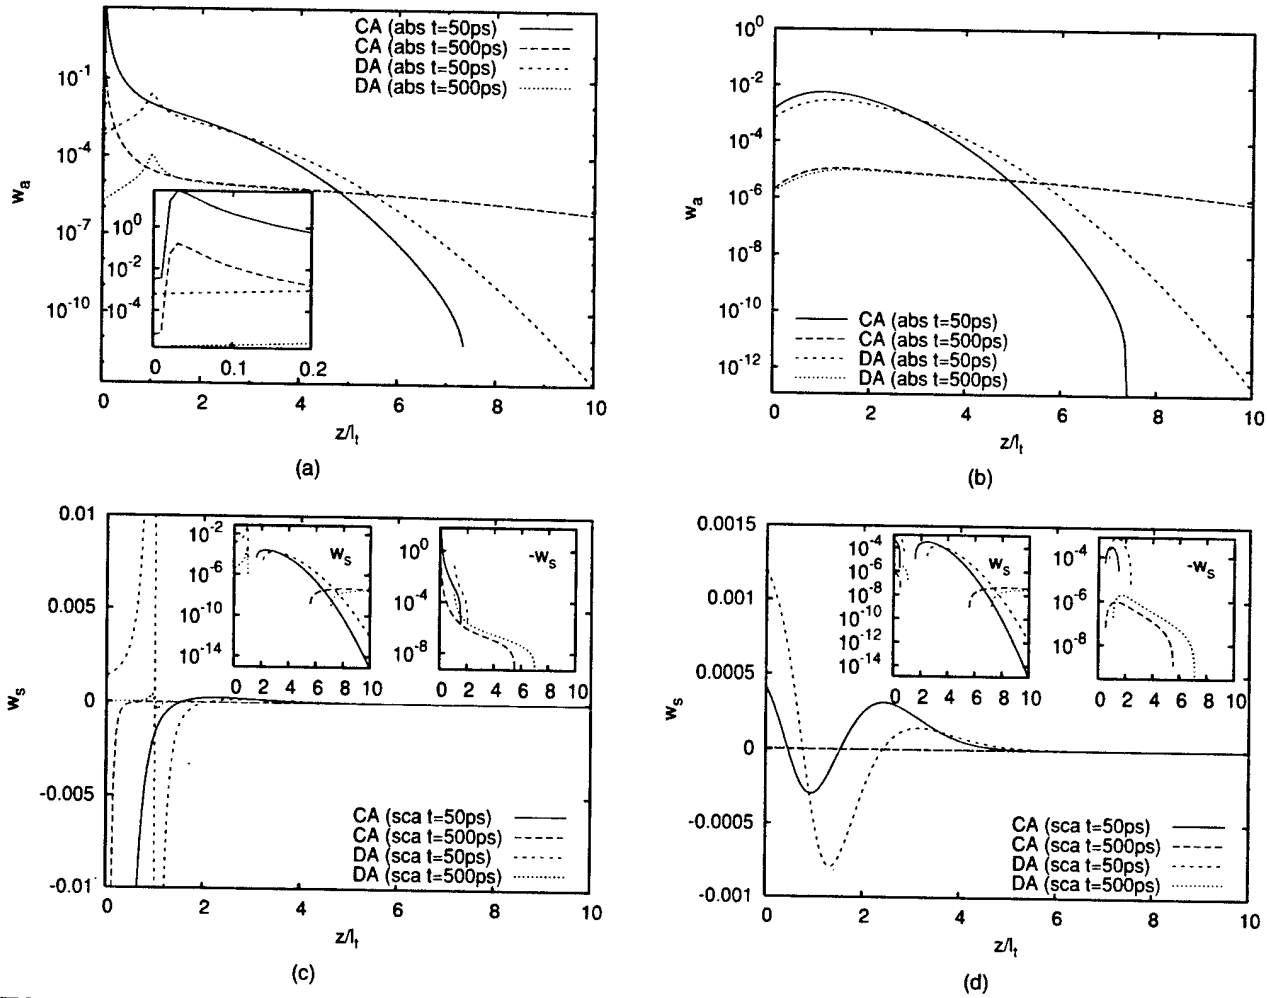 CA (abs t=50ps)
CA (abs t=500ps)
DA (abs t=50ps)
DA (abs t=500ps)
10^-1
10^-4
10^-7
10^-10
w_a
10^0
10^-2
10^-4
0 0.1 0.2
0 2 4 6 8 10
z/l_t
(a)
10^0
10^-2
10^-4
10^-6
10^-8
10^-10
10^-12
w_a
CA (abs t=50ps)
CA (abs t=500ps)
DA (abs t=50ps)
DA (abs t=500ps)
0 2 4 6 8 10
z/l_t
(b)
0.01
0.005
0
-0.005
-0.01
w_s
10^-2
10^-6
10^-10
10^-14
w_s
0 2 4 6 8 10
10^0
10^-4
10^-8
-w_s
0 2 4 6 8 10
CA (sca t=50ps)
CA (sca t=500ps)
DA (sca t=50ps)
DA (sca t=500ps)
0 2 4 6 8 10
z/l_t
(c)
0.0015
0.001
0.0005
0
-0.0005
-0.001
w_s
10^-4
10^-6
10^-8
10^-10
10^-12
10^-14
w_s
0 2 4 6 8 10
10^-4
10^-6
10^-8
-w_s
0 2 4 6 8 10
CA (sca t=50ps)
CA (sca t=500ps)
DA (sca t=50ps)
DA (sca t=500ps)
0 2 4 6 8 10
z/l_t
(d)